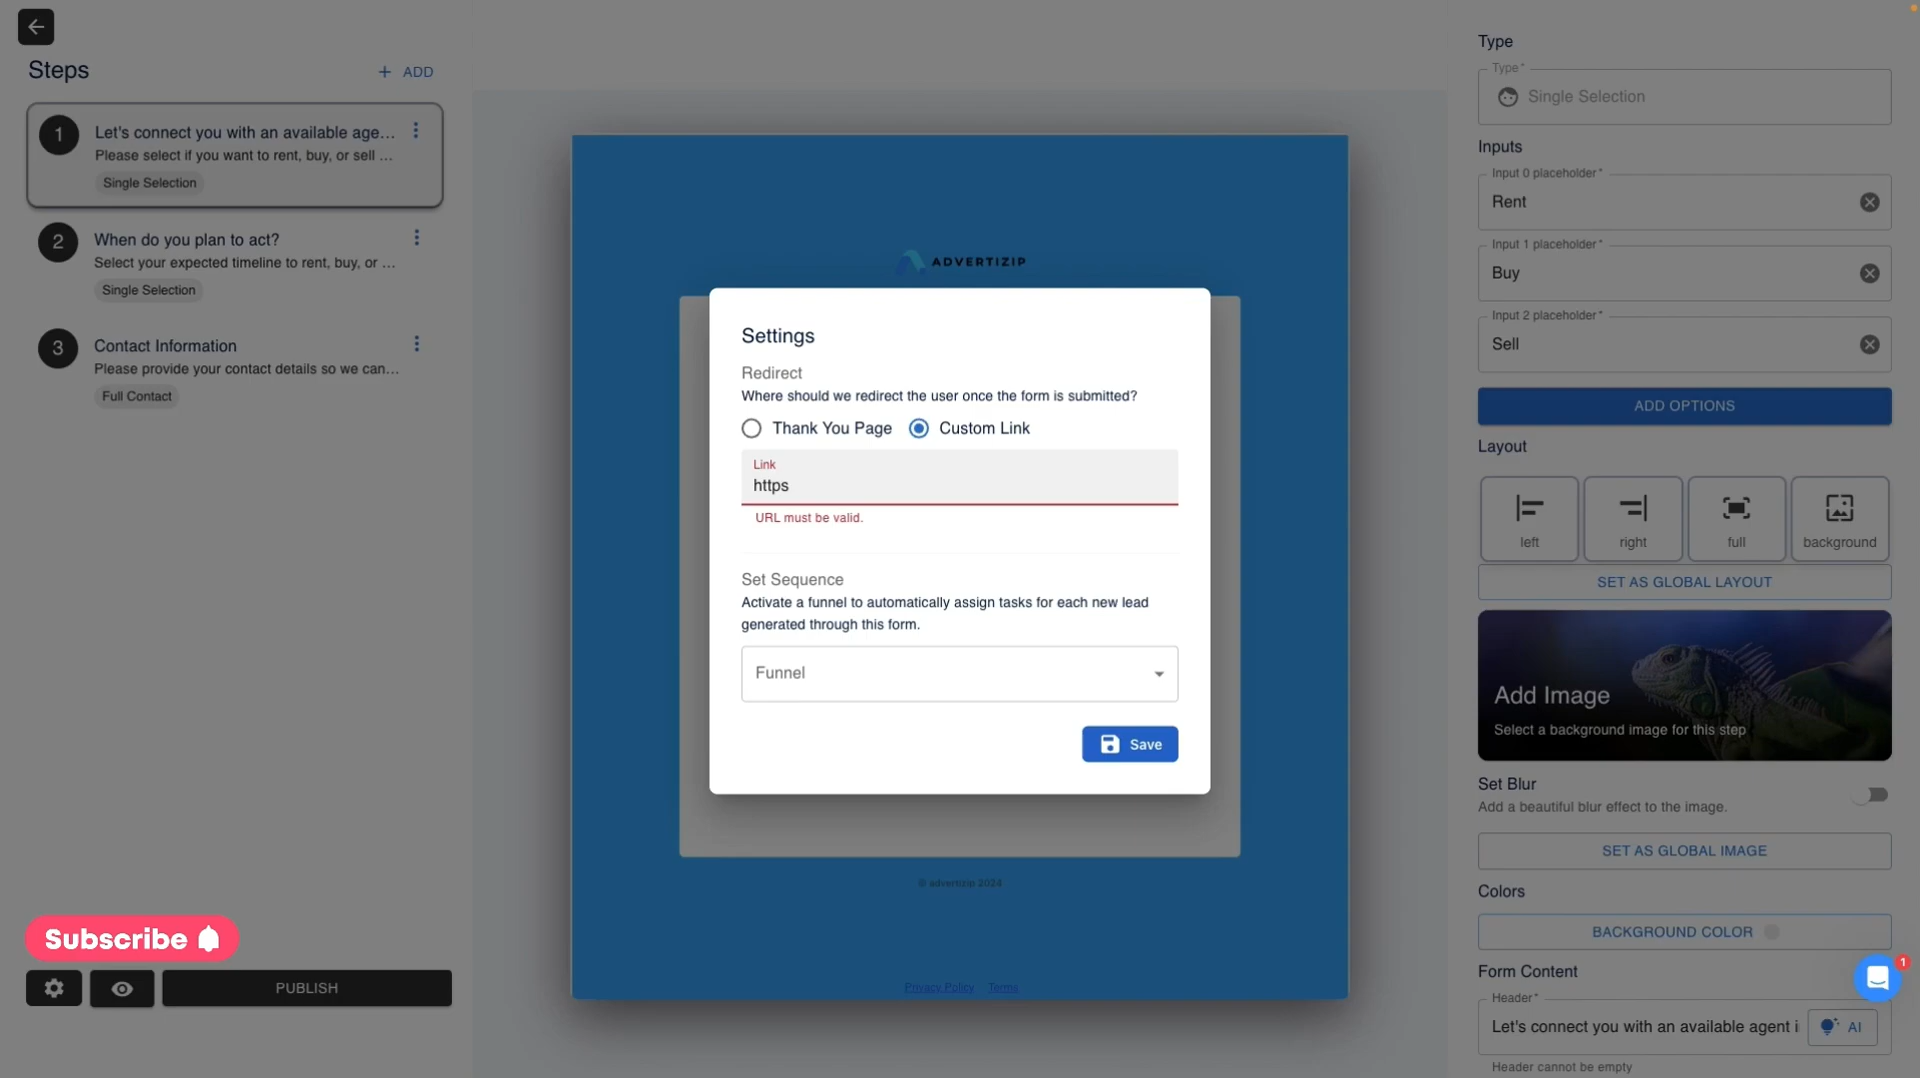 Steps
+ ADD
1
Let's connect you with an available age...
Please select if you want to rent, buy, or sell ...
Single Selection
2
When do you plan to act?
Select your expected timeline to rent, buy, or ...
Single Selection
3
Contact Information
Please provide your contact details so we can...
Full Contact
Subscribe
PUBLISH
ADVERTIZIP
Settings
Redirect
Where should we redirect the user once the form is submitted?
Thank You Page
Custom Link
Link
https
URL must be valid.
Set Sequence
Activate a funnel to automatically assign tasks for each new lead
generated through this form.
Funnel
Save
© advertizip 2024
Privacy Policy
Terms
Type
Type*
Single Selection
Inputs
Input 0 placeholder*
Rent
Input 1 placeholder*
Buy
Input 2 placeholder*
Sell
ADD OPTIONS
Layout
left
right
full
background
SET AS GLOBAL LAYOUT
Add Image
Select a background image for this step
Set Blur
Add a beautiful blur effect to the image.
SET AS GLOBAL IMAGE
Colors
BACKGROUND COLOR
1
Form Content
Header*
Let's connect you with an available agent i
AI
Header cannot be empty